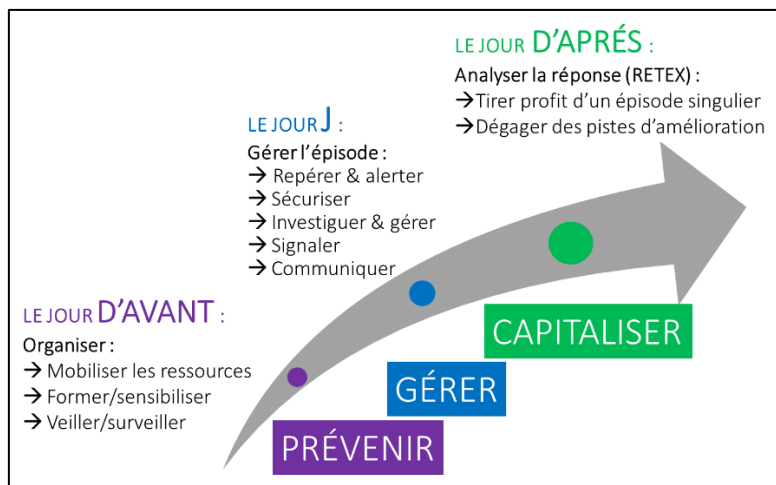 LE JOUR D'APRÉS :
Analyser la réponse (RETEX) :
→Tirer profit d'un épisode singulier
→Dégager des pistes d'amélioration
LE JOUR J :
Gérer l'épisode :
→ Repérer & alerter
→ Sécuriser
→ Investiguer & gérer
→ Signaler
→ Communiquer
LE JOUR D'AVANT :
Organiser :
→ Mobiliser les ressources
→ Former/sensibiliser
→ Veiller/surveiller
CAPITALISER
GÉRER
PRÉVENIR